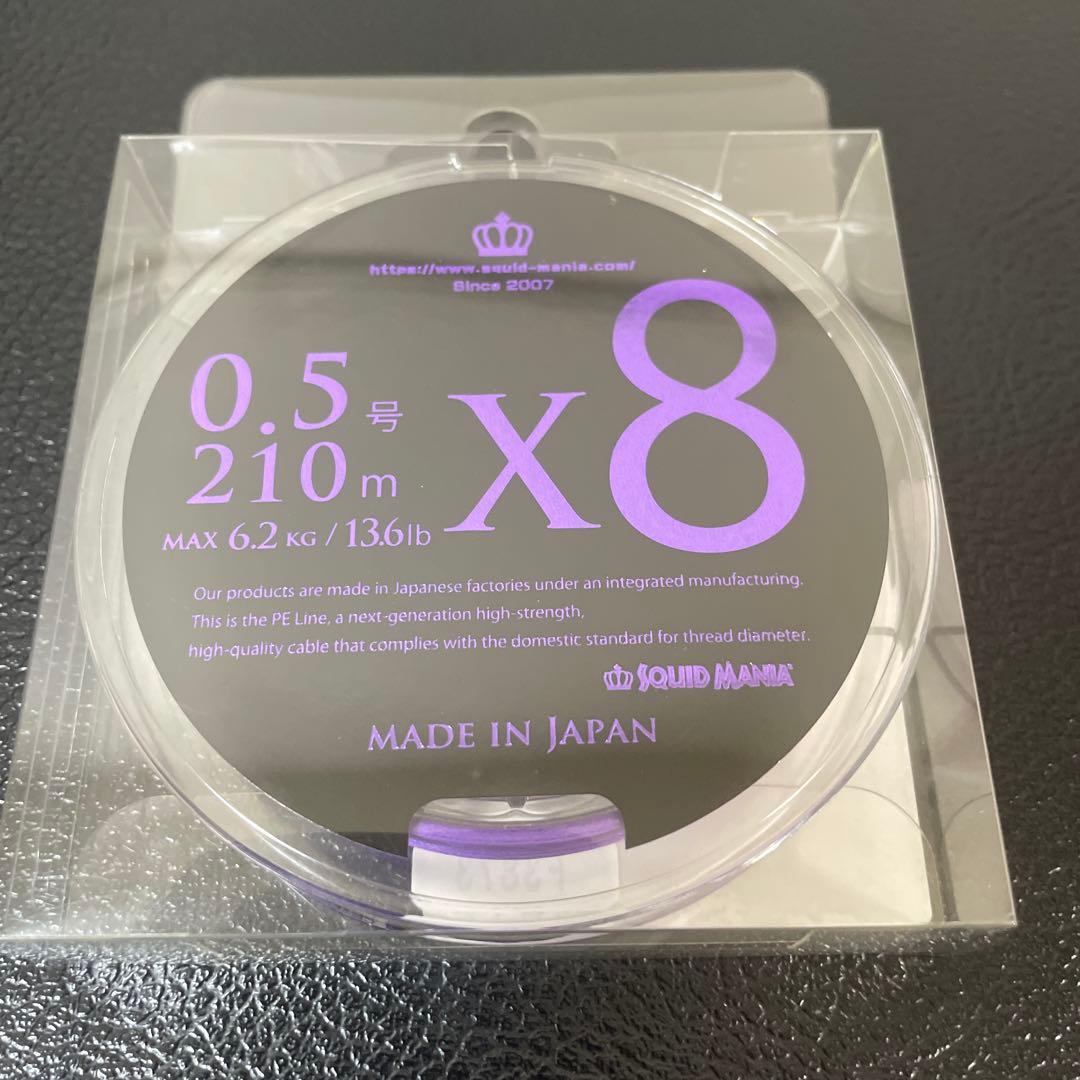 https://www.squid-mania.com/
Since 2007
0.5号
210m
x8
MAX 6.2 KG / 13.6lb
Our products are made in Japanese factories under an integrated manufacturing.
This is the PE Line, a next-generation high-strength,
high-quality cable that complies with the domestic standard for thread diameter.
SQUID MANIA
MADE IN JAPAN